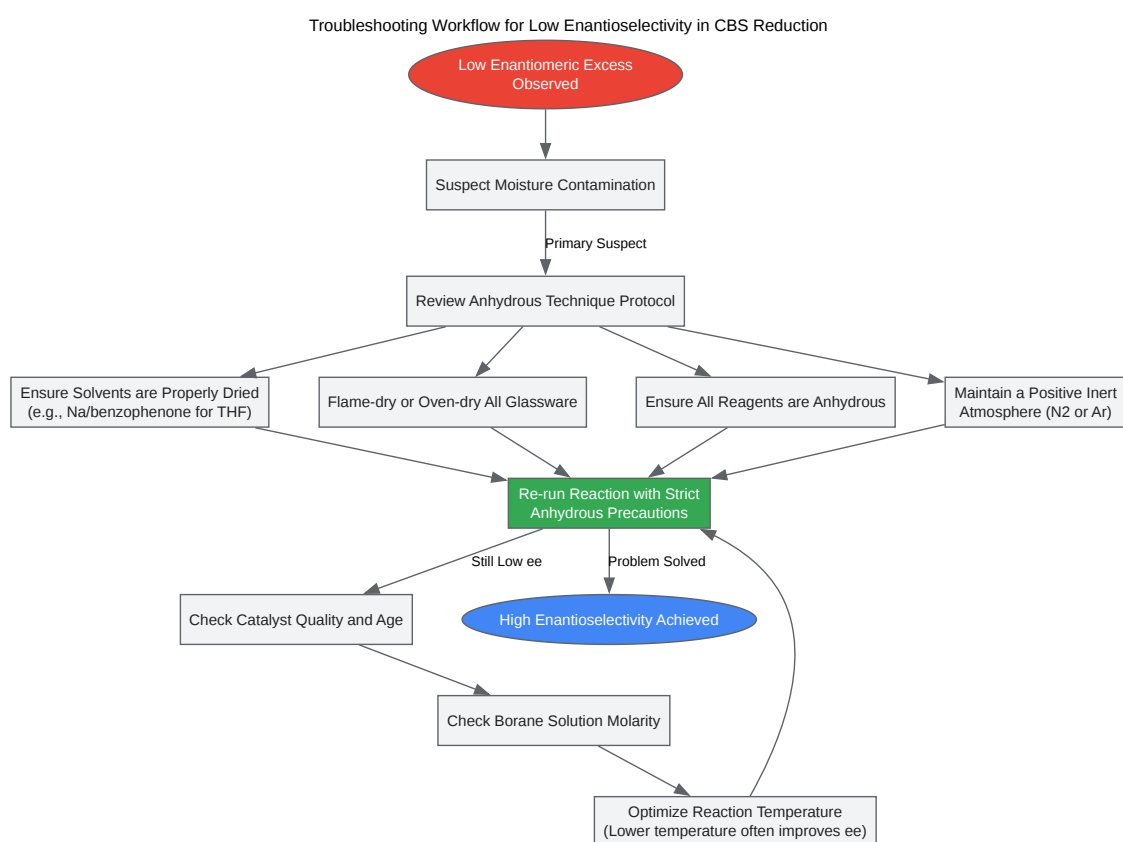 Troubleshooting Workflow for Low Enantioselectivity in CBS Reduction
Low Enantiomeric Excess
Observed
Suspect Moisture Contamination
Primary Suspect
Review Anhydrous Technique Protocol
Ensure Solvents are Properly Dried
(e.g., Na/benzophenone for THF)
Flame-dry or Oven-dry All Glassware
Ensure All Reagents are Anhydrous
Maintain a Positive Inert
Atmosphere (N2 or Ar)
Re-run Reaction with Strict
Anhydrous Precautions
Still Low ee
Problem Solved
Check Catalyst Quality and Age
High Enantioselectivity Achieved
Check Borane Solution Molarity
Optimize Reaction Temperature
(Lower temperature often improves ee)